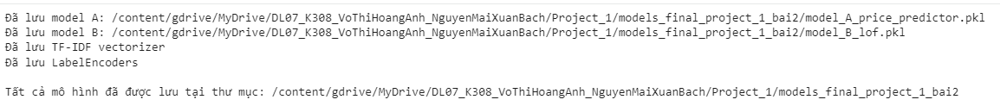 Đã lưu model A: /content/gdrive/MyDrive/DL07_K308_VoThiHoangAnh_NguyenMaiXuanBach/Project_1/models_final_project_1_bai2/model_A_price_predictor.pkl
Đã lưu model B: /content/gdrive/MyDrive/DL07_K308_VoThiHoangAnh_NguyenMaiXuanBach/Project_1/models_final_project_1_bai2/model_B_lof.pkl
Đã lưu TF-IDF vectorizer
Đã lưu LabelEncoders
Tất cả mô hình đã được lưu tại thư mục: /content/gdrive/MyDrive/DL07_K308_VoThiHoangAnh_NguyenMaiXuanBach/Project_1/models_final_project_1_bai2